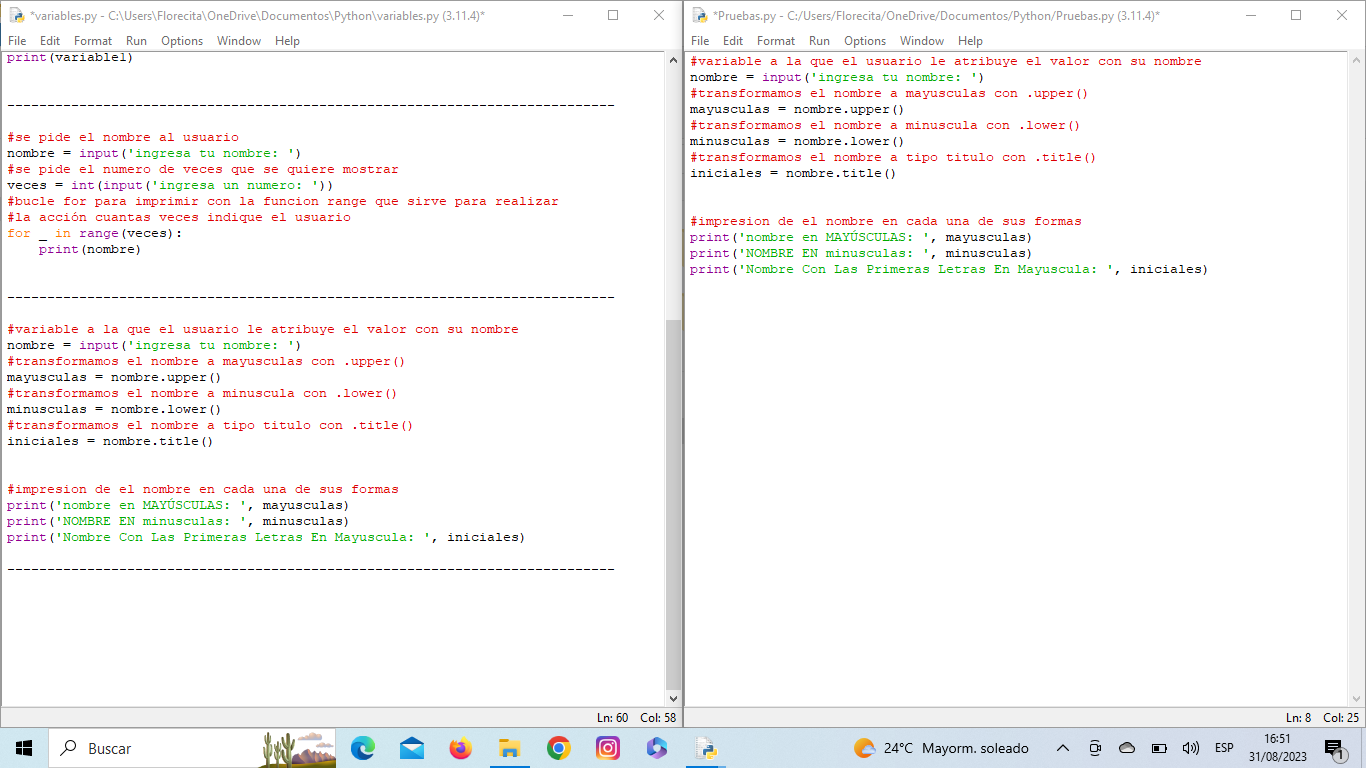 *variables.py - C:\Users\Florecita\OneDrive\Documentos\Python\variables.py (3.11.4)*
File Edit Format Run Options Window Help
print(variable1)
----------------------------------------------------------------------------
#se pide el nombre al usuario
nombre = input('ingresa tu nombre: ')
#se pide el numero de veces que se quiere mostrar
veces = int(input('ingresa un numero: '))
#bucle for para imprimir con la funcion range que sirve para realizar
#la acción cuantas veces indique el usuario
for _ in range(veces):
    print(nombre)
----------------------------------------------------------------------------
#variable a la que el usuario le atribuye el valor con su nombre
nombre = input('ingresa tu nombre: ')
#transformamos el nombre a mayusculas con .upper()
mayusculas = nombre.upper()
#transformamos el nombre a minuscula con .lower()
minusculas = nombre.lower()
#transformamos el nombre a tipo titulo con .title()
iniciales = nombre.title()
#impresion de el nombre en cada una de sus formas
print('nombre en MAYÚSCULAS: ', mayusculas)
print('NOMBRE EN minusculas: ', minusculas)
print('Nombre Con Las Primeras Letras En Mayuscula: ', iniciales)
----------------------------------------------------------------------------
Ln: 60 Col: 58
*Pruebas.py - C:/Users/Florecita/OneDrive/Documentos/Python/Pruebas.py (3.11.4)*
File Edit Format Run Options Window Help
#variable a la que el usuario le atribuye el valor con su nombre
nombre = input('ingresa tu nombre: ')
#transformamos el nombre a mayusculas con .upper()
mayusculas = nombre.upper()
#transformamos el nombre a minuscula con .lower()
minusculas = nombre.lower()
#transformamos el nombre a tipo titulo con .title()
iniciales = nombre.title()
#impresion de el nombre en cada una de sus formas
print('nombre en MAYÚSCULAS: ', mayusculas)
print('NOMBRE EN minusculas: ', minusculas)
print('Nombre Con Las Primeras Letras En Mayuscula: ', iniciales)
Ln: 8 Col: 25
Buscar
24°C Mayorm. soleado
ESP
16:51
31/08/2023
1